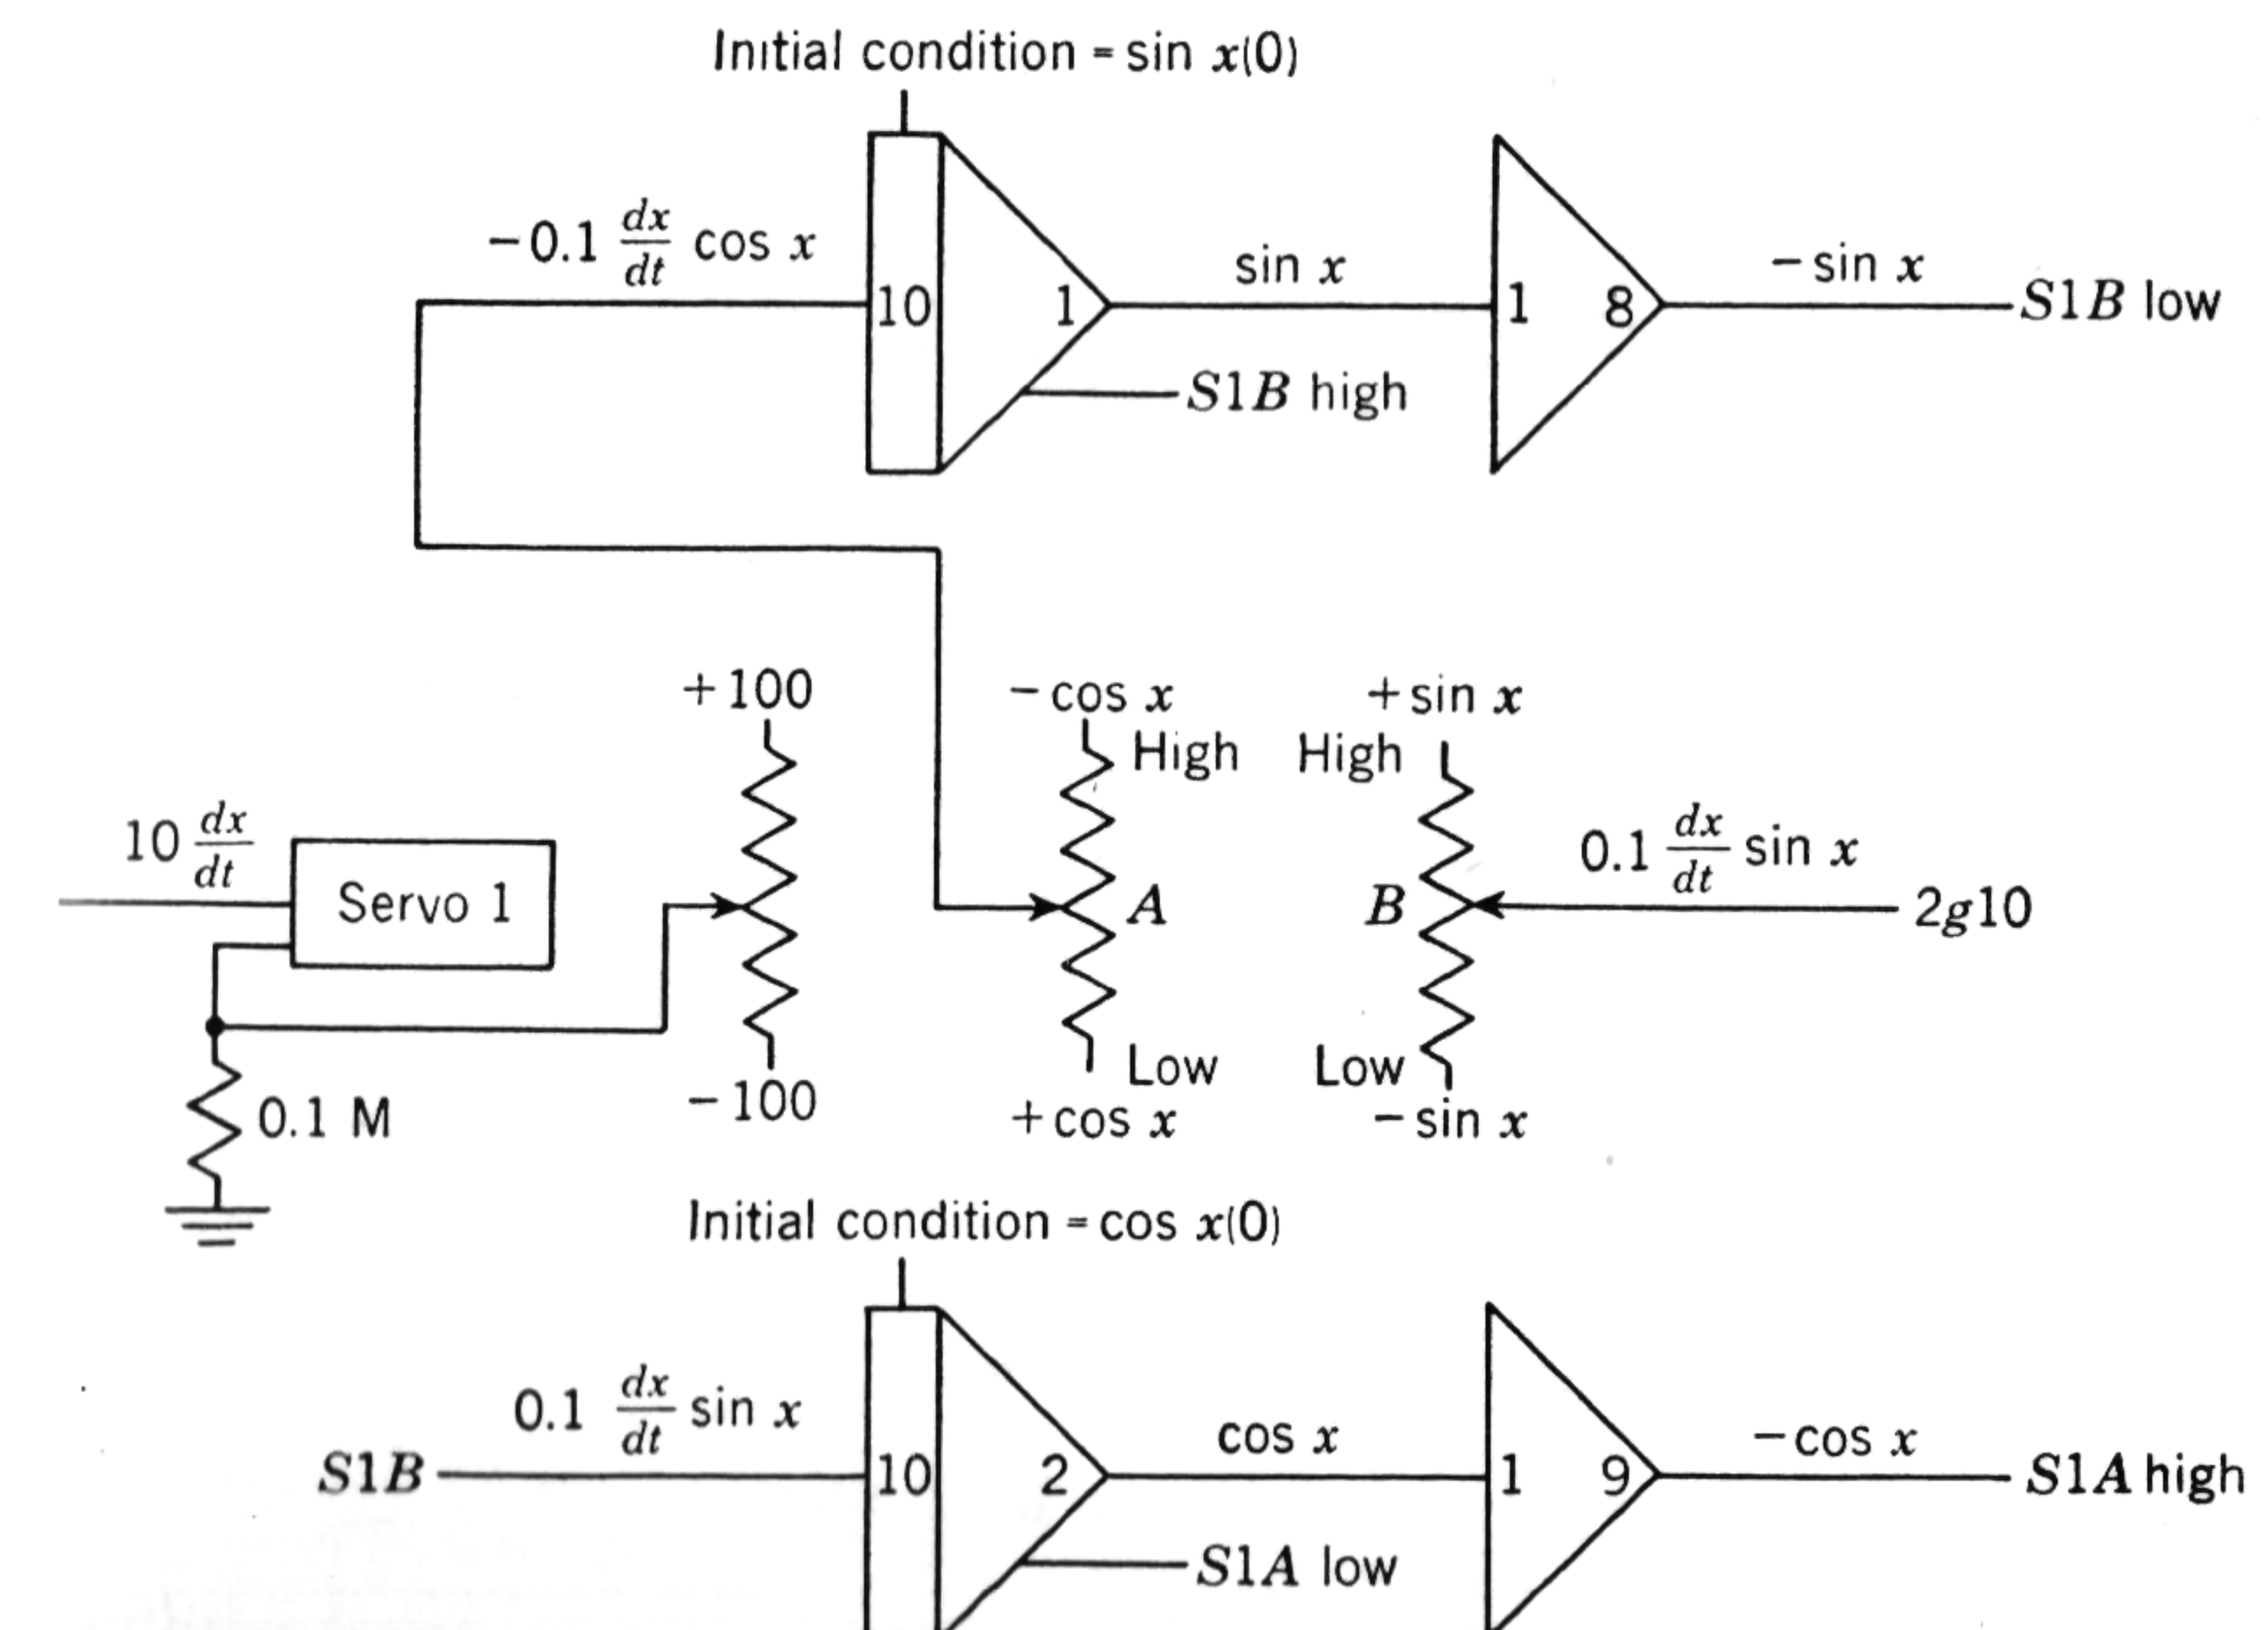 Initial condition = sin x(0)
−0.1 dx/dt cos x
10
1
sin x
1
8
−sin x
S1B low
S1B high
+100
−cos x
High
+sin x
High
10 dx/dt
Servo 1
A
B
0.1 dx/dt sin x
2g10
0.1 M
−100
Low
+cos x
Low
−sin x
Initial condition = cos x(0)
0.1 dx/dt sin x
S1B
10
2
cos x
1
9
−cos x
S1A high
S1A low